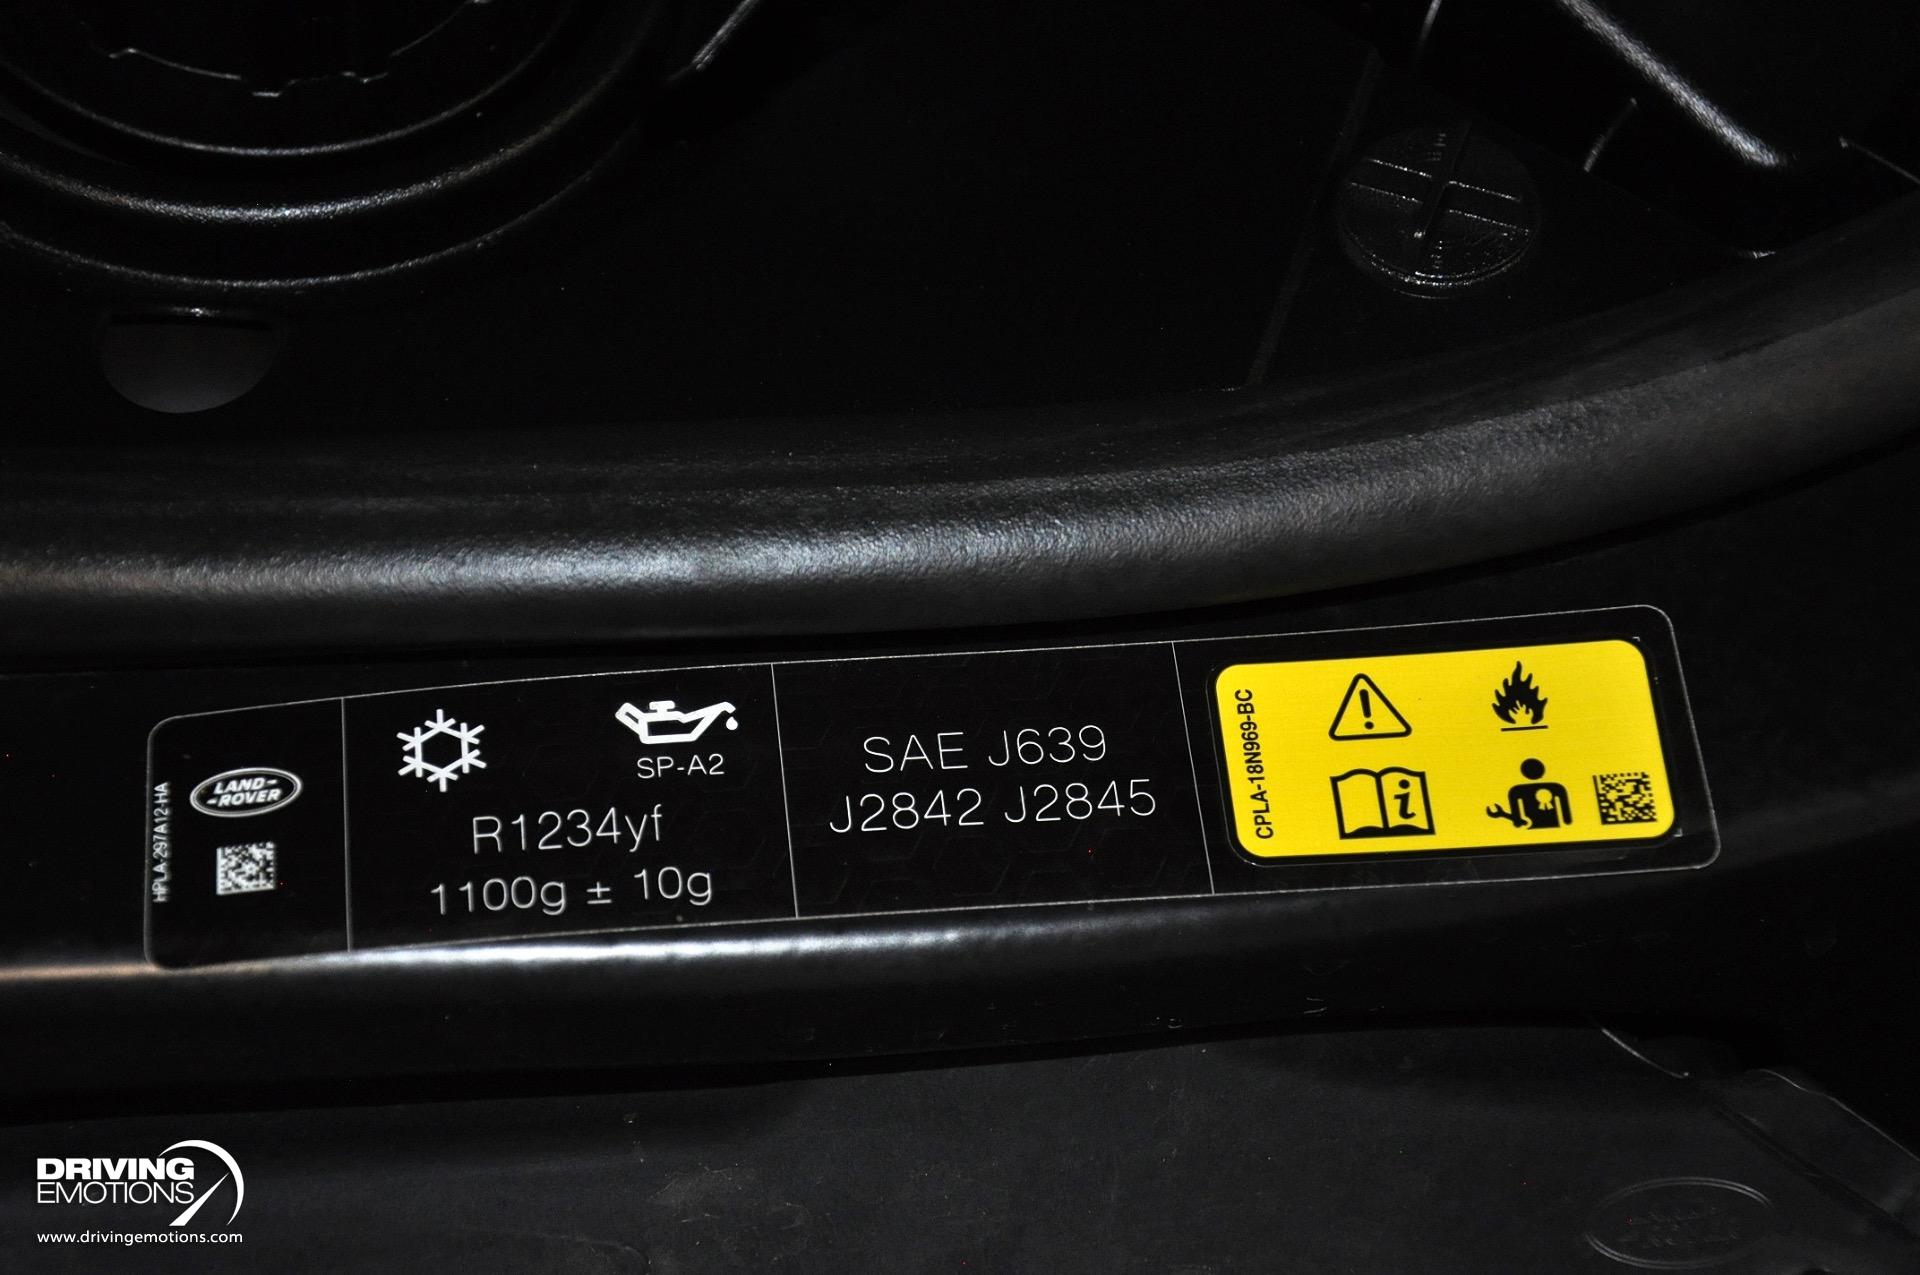 HPLA-297A12-HA
LAND-
-ROVER
SP-A2
R1234yf
1100g ± 10g
SAE J639
J2842 J2845
CPLA-18N969-BC
i
DRIVING
EMOTIONS
www.drivingemotions.com